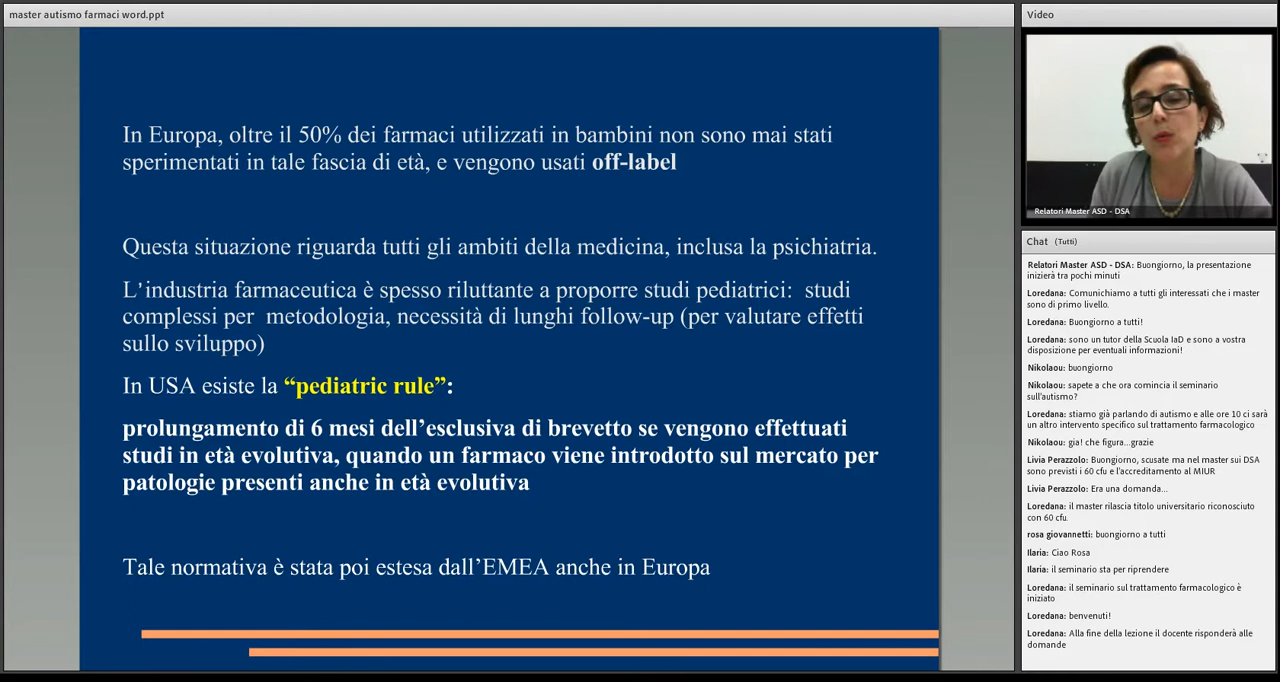 master autismo farmaci word.ppt
In Europa, oltre il 50% dei farmaci utilizzati in bambini non sono mai stati
sperimentati in tale fascia di età, e vengono usati off-label
Questa situazione riguarda tutti gli ambiti della medicina, inclusa la psichiatria.
L’industria farmaceutica è spesso riluttante a proporre studi pediatrici:  studi
complessi per  metodologia, necessità di lunghi follow-up (per valutare effetti
sullo sviluppo)
In USA esiste la “pediatric rule”:
prolungamento di 6 mesi dell’esclusiva di brevetto se vengono effettuati
studi in età evolutiva, quando un farmaco viene introdotto sul mercato per
patologie presenti anche in età evolutiva
Tale normativa è stata poi estesa dall’EMEA anche in Europa
Video
Relatori Master ASD - DSA
Chat (Tutti)
Relatori Master ASD - DSA: Buongiorno, la presentazione
inizierà tra pochi minuti
Loredana: Comunichiamo a tutti gli interessati che i master
sono di primo livello.
Loredana: Buongiorno a tutti!
Loredana: sono un tutor della Scuola IaD e sono a vostra
disposizione per eventuali informazioni!
Nikolaou: buongiorno
Nikolaou: sapete a che ora comincia il seminario
sull'autismo?
Loredana: stiamo già parlando di autismo e alle ore 10 ci sarà
un altro intervento specifico sul trattamento farmacologico
Nikolaou: gia! che figura...grazie
Livia Perazzolo: Buongiorno, scusate ma nel master sui DSA
sono previsti i 60 cfu e l'accreditamento al MIUR
Livia Perazzolo: Era una domanda...
Loredana: il master rilascia titolo universitario riconosciuto
con 60 cfu.
rosa giovannetti: buongiorno a tutti
Ilaria: Ciao Rosa
Ilaria: il seminario sta per riprendere
Loredana: il seminario sul trattamento farmacologico è
iniziato
Loredana: benvenuti!
Loredana: Alla fine della lezione il docente risponderà alle
domande